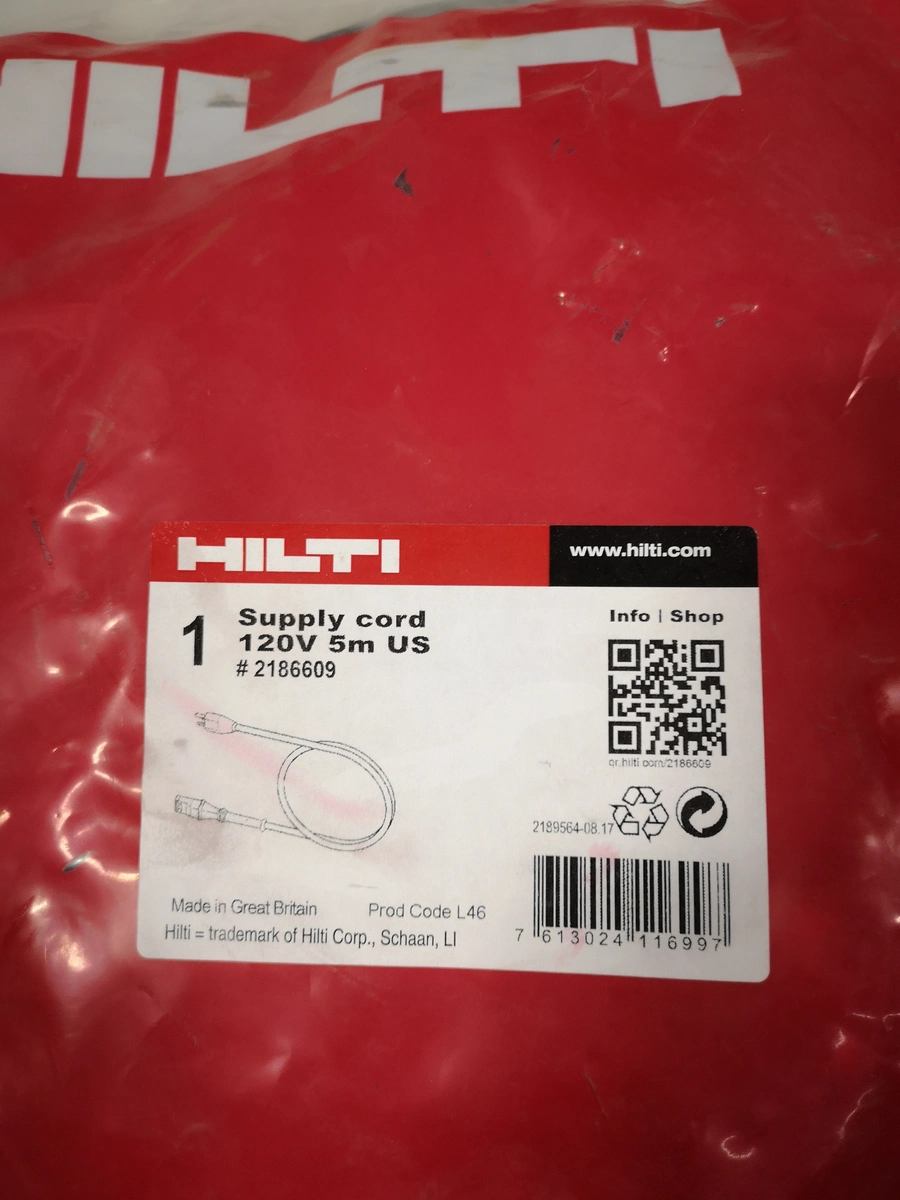 HILTI
HILTI
www.hilti.com
1
Supply cord
120V 5m US
# 2186609
Info | Shop
qr.hilti.com/2186609
2189564-08.17
Made in Great Britain
Prod Code L46
Hilti = trademark of Hilti Corp., Schaan, LI
7 613024 116997